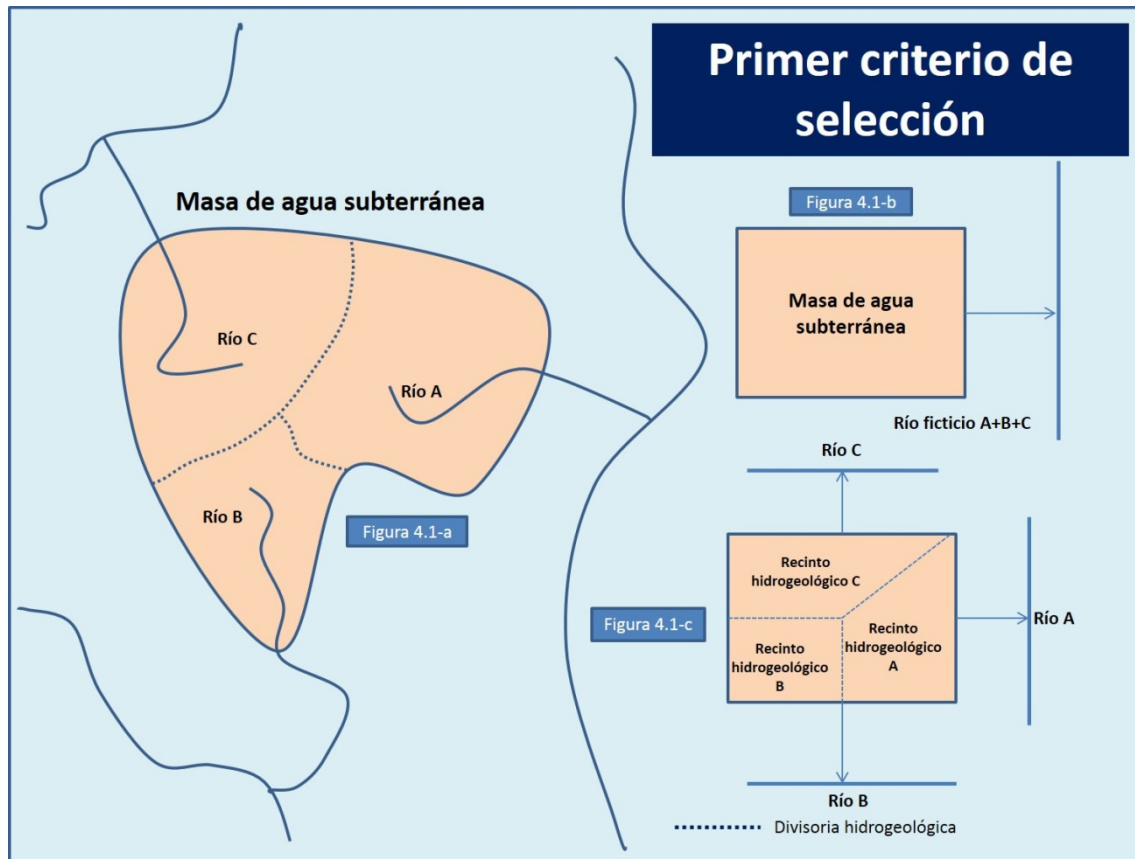 Primer criterio de
selección
Masa de agua subterránea
Río C
Río A
Río B
Figura 4.1-a
Figura 4.1-b
Masa de agua
subterránea
Río ficticio A+B+C
Río C
Figura 4.1-c
Recinto
hidrogeológico C
Recinto
hidrogeológico
B
Recinto
hidrogeológico
A
Río A
Río B
Divisoria hidrogeológica